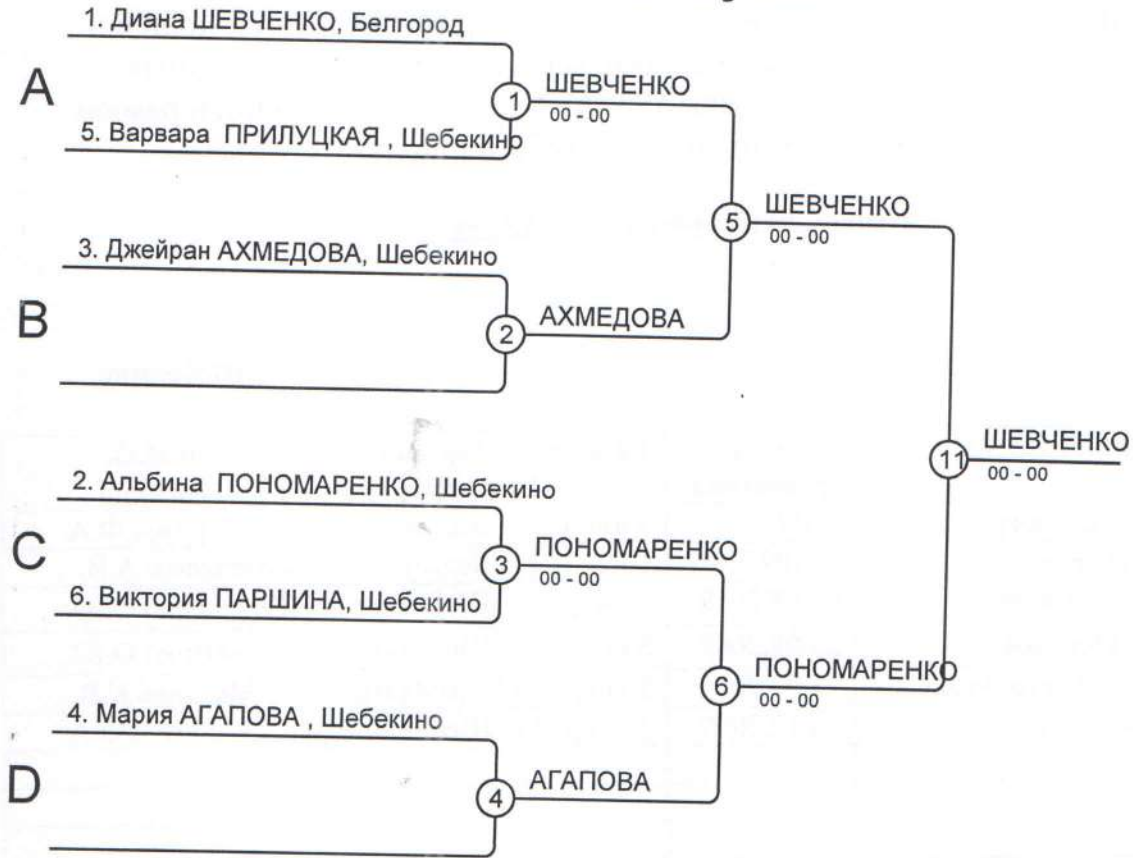 1. Диана ШЕВЧЕНКО, Белгород
A
1
ШЕВЧЕНКО
00 - 00
5. Варвара ПРИЛУЦКАЯ , Шебекино
5
ШЕВЧЕНКО
00 - 00
3. Джейран АХМЕДОВА, Шебекино
B
2
АХМЕДОВА
11
ШЕВЧЕНКО
00 - 00
2. Альбина ПОНОМАРЕНКО, Шебекино
C
3
ПОНОМАРЕНКО
00 - 00
6. Виктория ПАРШИНА, Шебекино
6
ПОНОМАРЕНКО
00 - 00
4. Мария АГАПОВА , Шебекино
D
4
АГАПОВА